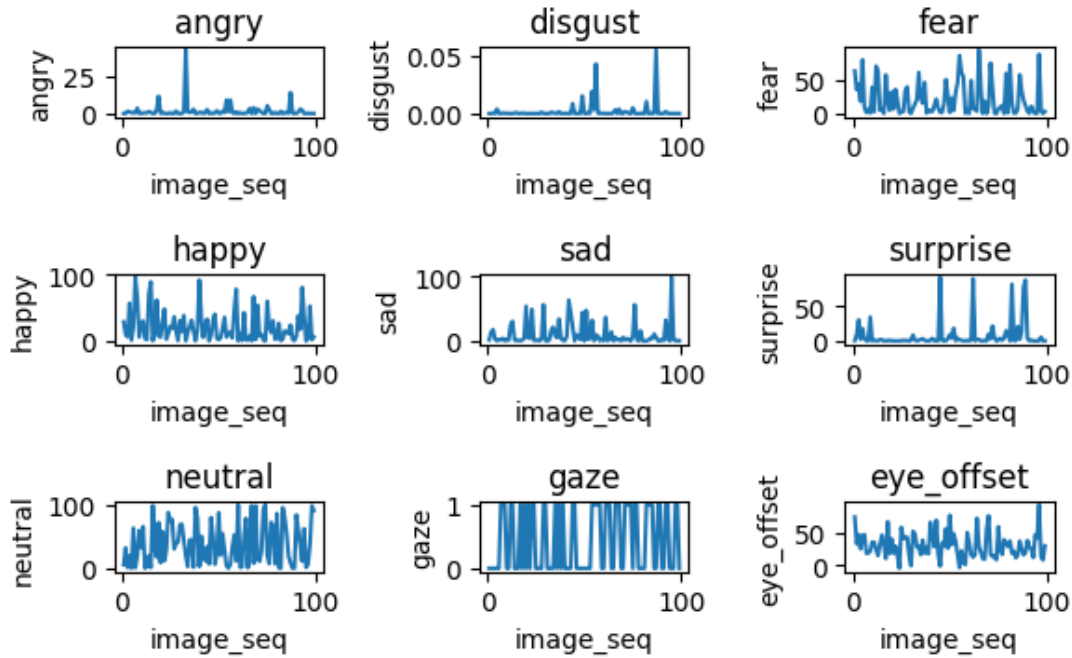 angry disgust fear
angry 25 0 disgust 0.05 0.00 fear 50 0
0 100 0 100 0 100
image_seq image_seq image_seq
happy sad surprise
happy 100 0 sad 100 0 surprise 50 0
0 100 0 100 0 100
image_seq image_seq image_seq
neutral gaze eye_offset
neutral 100 0 gaze 1 0 eye_offset 50 0
0 100 0 100 0 100
image_seq image_seq image_seq